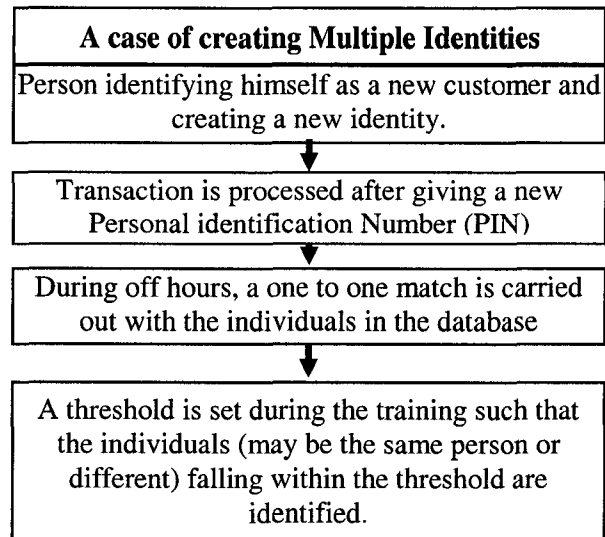 A case of creating Multiple Identities
Person identifying himself as a new customer and
creating a new identity.
Transaction is processed after giving a new
Personal identification Number (PIN)
During off hours, a one to one match is carried
out with the individuals in the database
A threshold is set during the training such that
the individuals (may be the same person or
different) falling within the threshold are
identified.